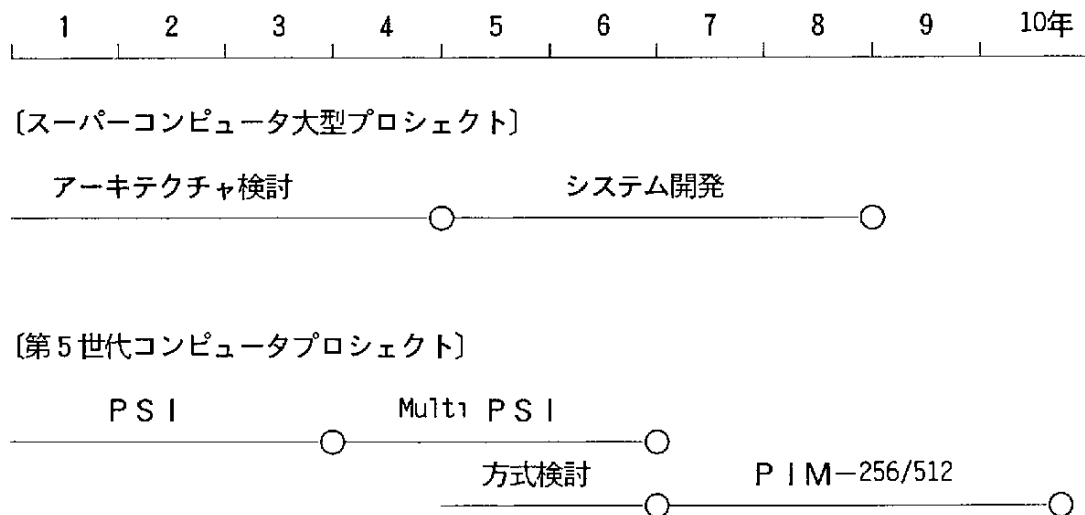 1 2 3 4 5 6 7 8 9 10年
〔スーパーコンピュータ大型プロシェクト〕
アーキテクチャ検討 システム開発
〔第5世代コンピュータプロシェクト〕
PSI Multi PSI
方式検討 PIM-256/512